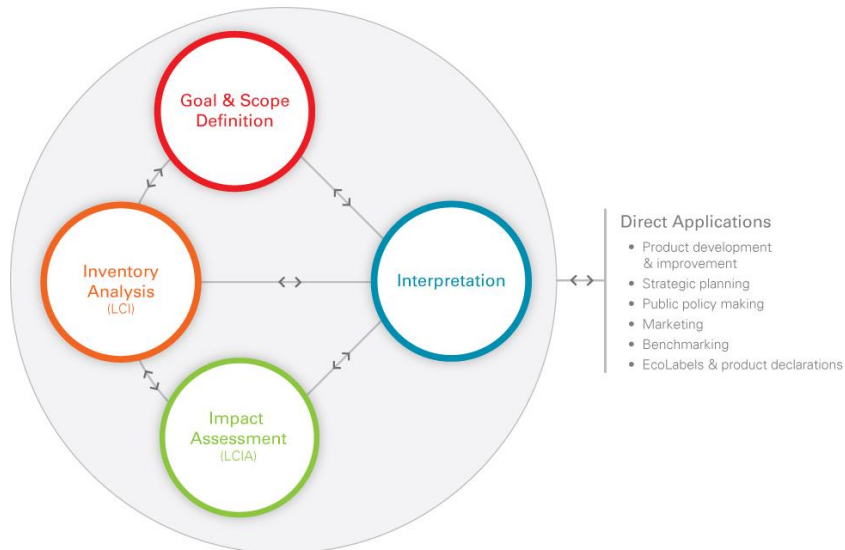 Goal & Scope
Definition
Inventory
Analysis
(LCI)
Interpretation
Impact
Assessment
(LCIA)
Direct Applications
• Product development
& improvement
• Strategic planning
• Public policy making
• Marketing
• Benchmarking
• EcoLabels & product declarations